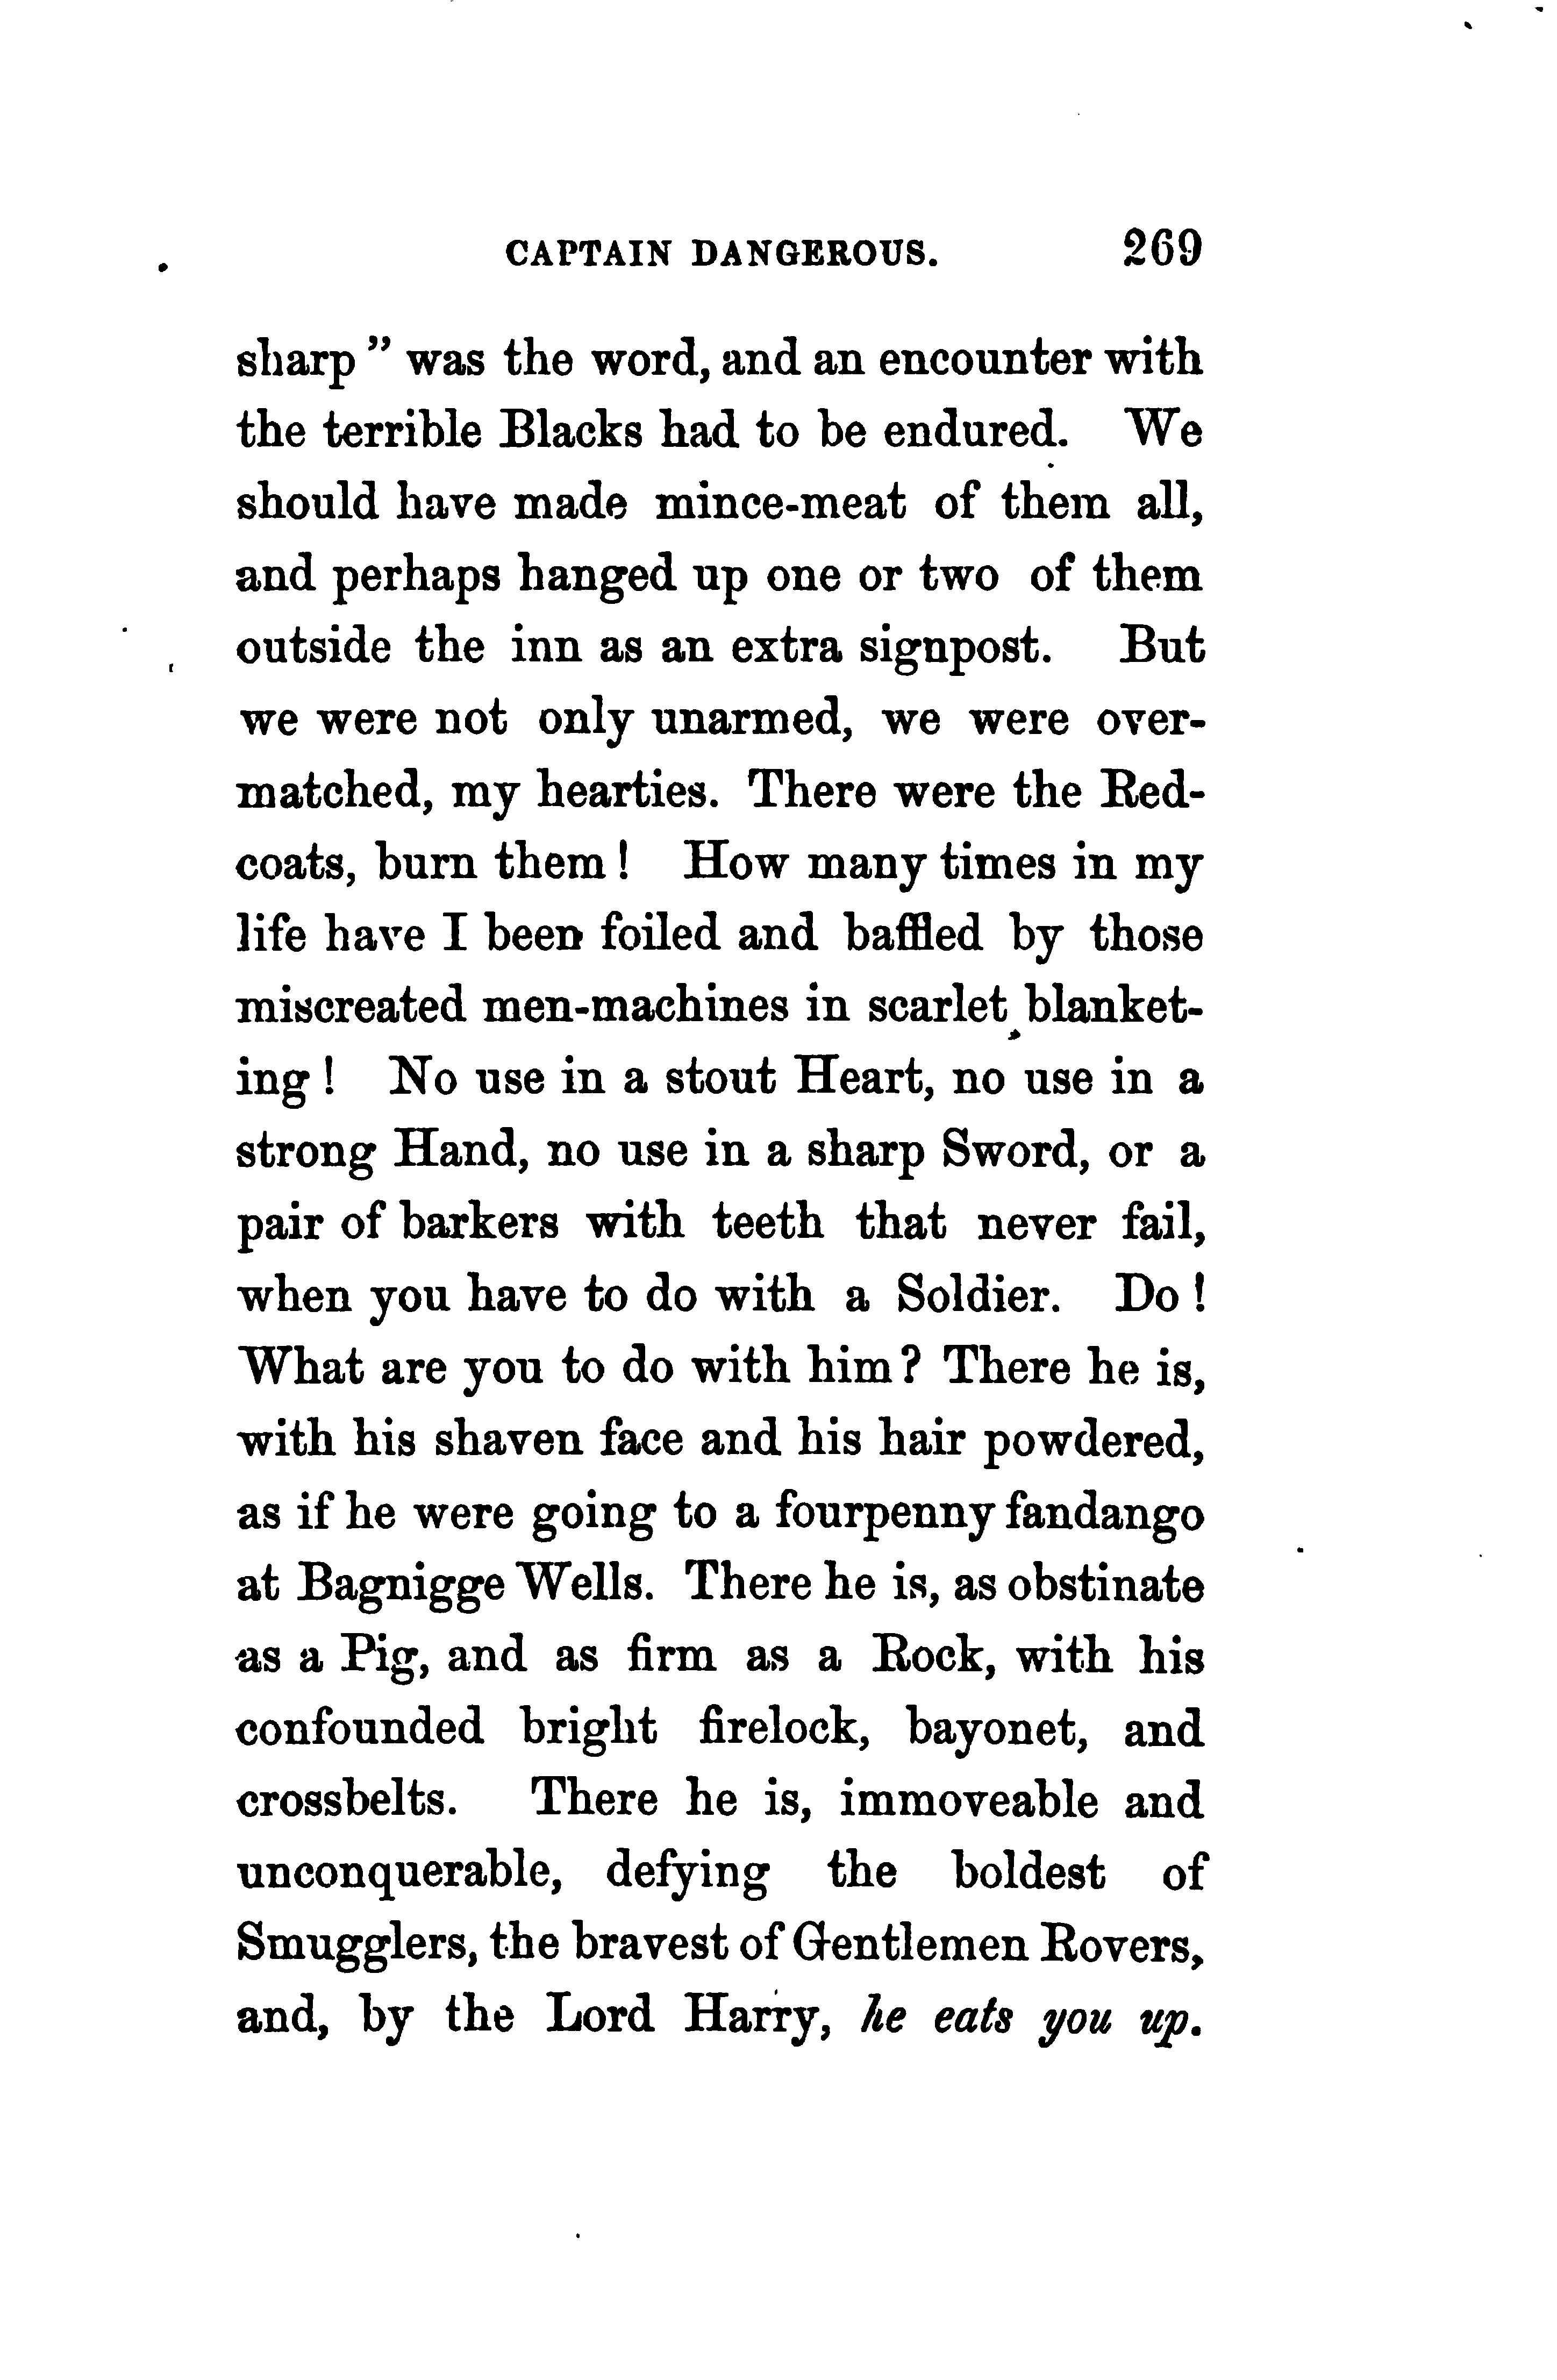 CAPTAIN DANGEROUS. 269
sharp" was the word, and an encounter with
the terrible Blacks had to be endured. We
should have made mince-meat of them all,
and perhaps hanged up one or two of them
outside the inn as an extra signpost. But
we were not only unarmed, we were over-
matched, my hearties. There were the Red-
coats, burn them! How many times in my
life have I been foiled and baffled by those
miscreated men-machines in scarlet blanket-
ing! No use in a stout Heart, no use in a
strong Hand, no use in a sharp Sword, or a
pair of barkers with teeth that never fail,
when you have to do with a Soldier. Do!
What are you to do with him? There he is,
with his shaven face and his hair powdered,
as if he were going to a fourpenny fandango
at Bagnigge Wells. There he is, as obstinate
as a Pig, and as firm as a Rock, with his
confounded bright firelock, bayonet, and
crossbelts. There he is, immoveable and
unconquerable, defying the boldest of
Smugglers, the bravest of Gentlemen Rovers,
and, by the Lord Harry, he eats you up.